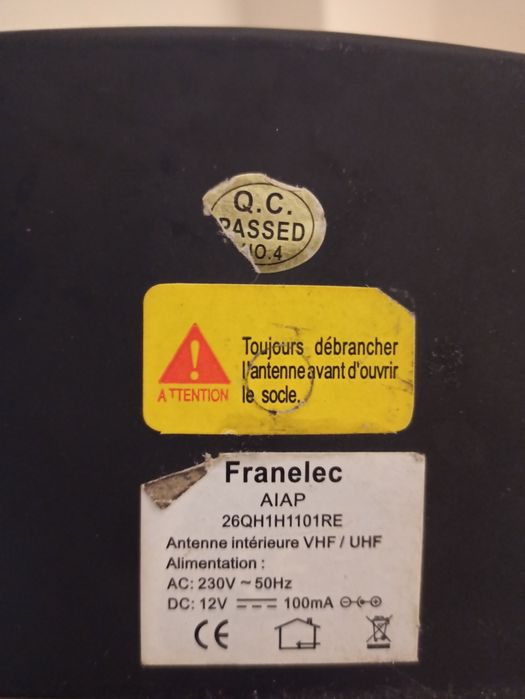 Q.C.
PASSED
NO.4
Toujours débrancher
l'antenne avant d'ouvrir
le socle.
ATTENTION
Franelec
AIAP
26QH1H1101RE
Antenne intérieure VHF / UHF
Alimentation :
AC: 230V ~ 50Hz
DC: 12V ⎓ 100mA
CE